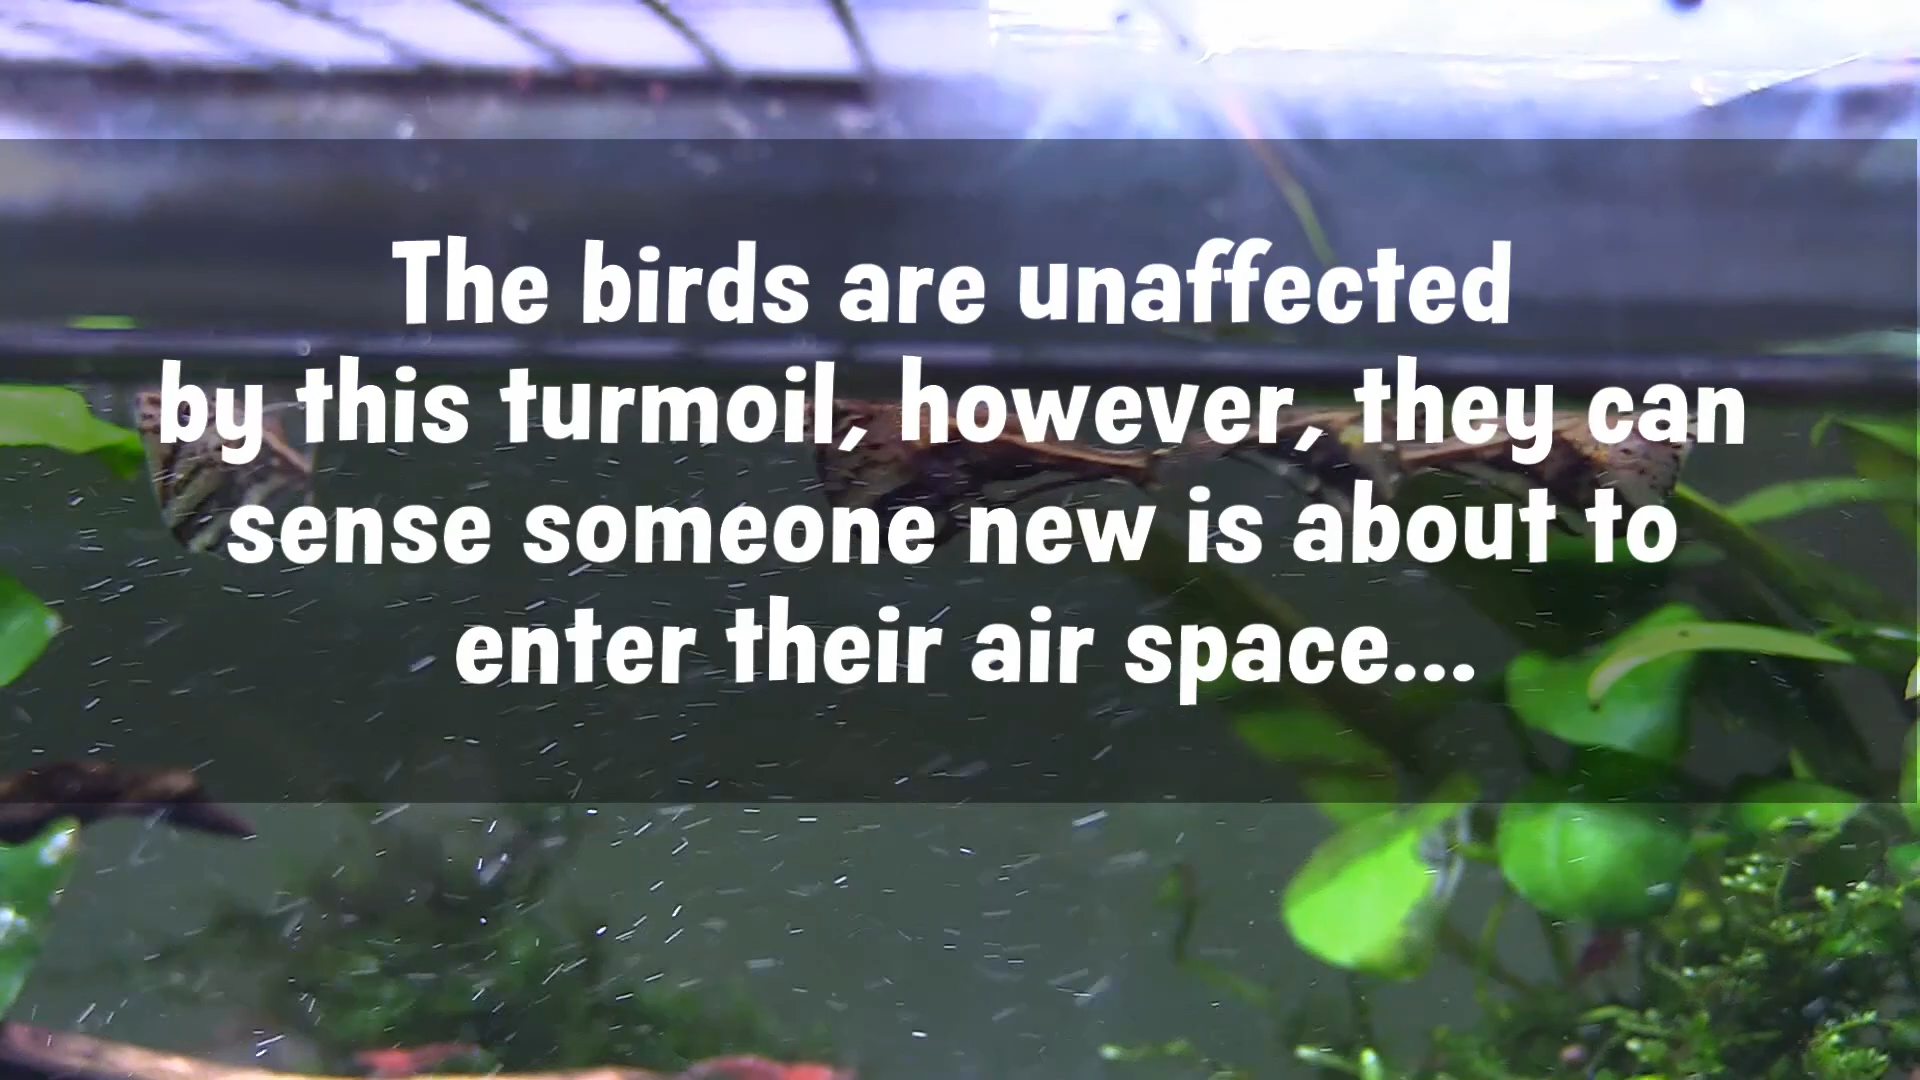 The birds are unaffected
by this turmoil, however, they can
sense someone new is about to
enter their air space...